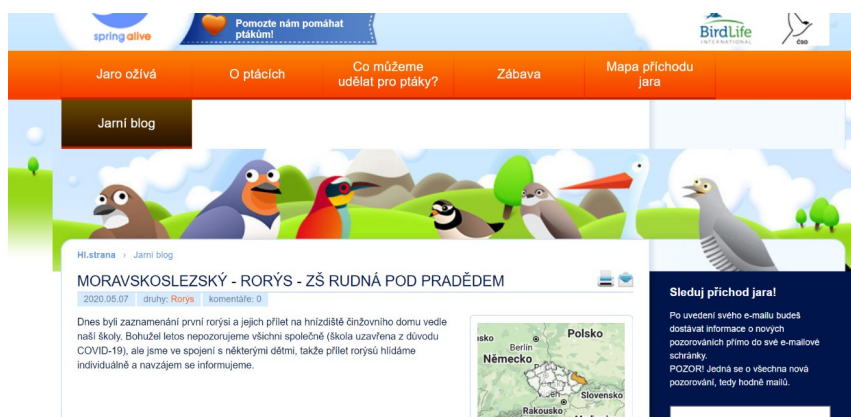 spring alive
Pomozte nám pomáhat
ptákům!
BirdLife
INTERNATIONAL
čso
Jaro ožívá
O ptácích
Co můžeme
udělat pro ptáky?
Zábava
Mapa příchodu
jara
Jarní blog
Hl.strana › Jarní blog
MORAVSKOSLEZSKÝ - RORÝS - ZŠ RUDNÁ POD PRADĚDEM
2020.05.07 druhy: Rorýs komentáře: 0
Dnes byli zaznamenání první rorýsi a jejich přílet na hnízdiště činžovního domu vedle
naší školy. Bohužel letos nepozorujeme všichni společně (škola uzavřena z důvodu
COVID-19), ale jsme ve spojení s některými dětmi, takže přílet rorýsů hlídáme
individuálně a navzájem se informujeme.
Berlin
Polsko
Německo
Slovensko
Rakousko
Sleduj příchod jara!
Po uvedení svého e-mailu budeš
dostávat informace o nových
pozorováních přímo do své e-mailové
schránky.
POZOR! Jedná se o všechna nová
pozorování, tedy hodně mailů.